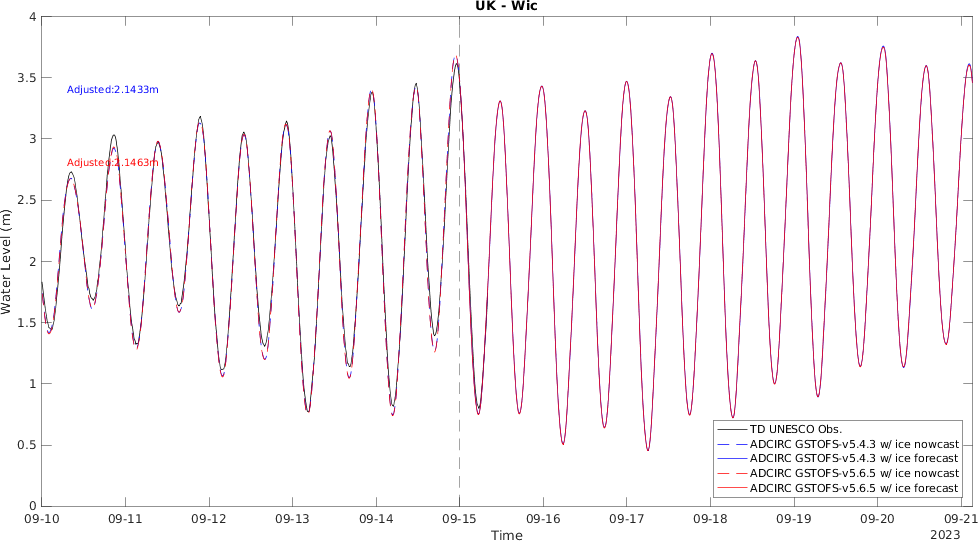 UK - Wic
4
3.5
3
2.5
2
1.5
1
0.5
0
Water Level (m)
Adjusted:2.1433m
Adjusted:2.1463m
TD UNESCO Obs.
ADCIRC GSTOFS-v5.4.3 w/ ice nowcast
ADCIRC GSTOFS-v5.4.3 w/ ice forecast
ADCIRC GSTOFS-v5.6.5 w/ ice nowcast
ADCIRC GSTOFS-v5.6.5 w/ ice forecast
09-10 09-11 09-12 09-13 09-14 09-15 09-16 09-17 09-18 09-19 09-20 09-21
Time
2023